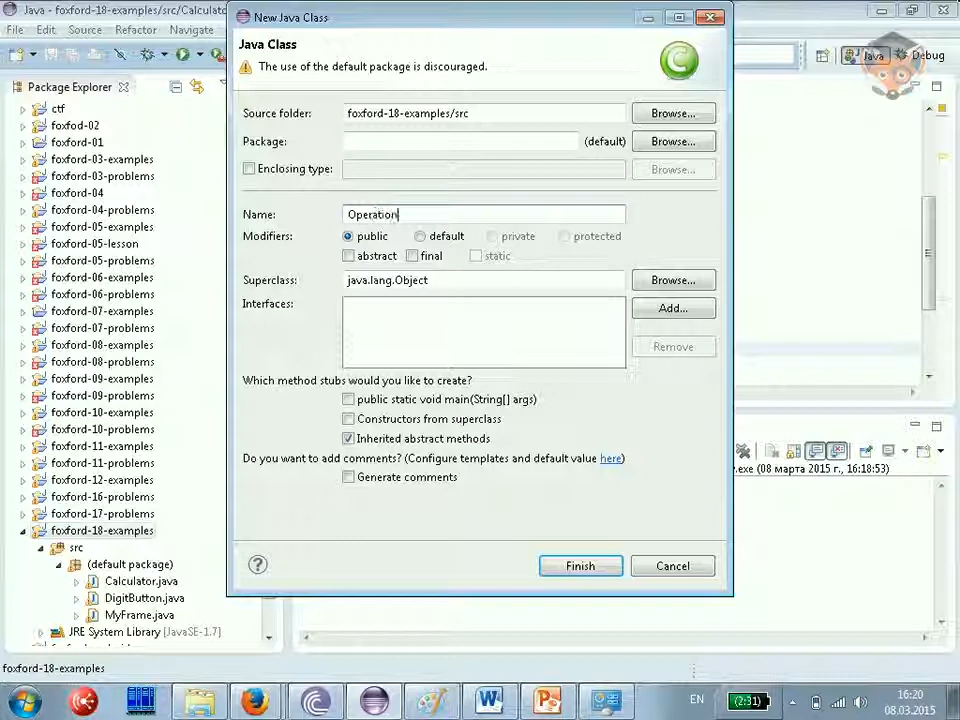 Java - foxford-18-examples/src/Calculato
New Java Class
File Edit Source Refactor Navigate
Java Debug
Java Class
The use of the default package is discouraged.
Package Explorer
Source folder: foxford-18-examples/src Browse...
Package: (default) Browse...
Enclosing type: Browse...
Name: Operation
Modifiers: public default private protected
abstract final static
Superclass: java.lang.Object Browse...
Interfaces: Add...
Remove
Which method stubs would you like to create?
public static void main(String[] args)
Constructors from superclass
Inherited abstract methods
Do you want to add comments? (Configure templates and default value here)
Generate comments
Finish Cancel
ctf
foxfod-02
foxford-01
foxford-03-examples
foxford-03-problems
foxford-04
foxford-04-problems
foxford-05-examples
foxford-05-lesson
foxford-05-problems
foxford-06-examples
foxford-06-problems
foxford-07-examples
foxford-07-problems
foxford-08-examples
foxford-08-problems
foxford-09-examples
foxford-09-problems
foxford-10-examples
foxford-10-problems
foxford-11-examples
foxford-11-problems
foxford-12-examples
foxford-16-problems
foxford-17-problems
foxford-18-examples
src
(default package)
Calculator.java
DigitButton.java
MyFrame.java
JRE System Library [JavaSE-1.7]
.exe (08 марта 2015 г., 16:18:53)
foxford-18-examples
EN
(2:31)
16:20
08.03.2015